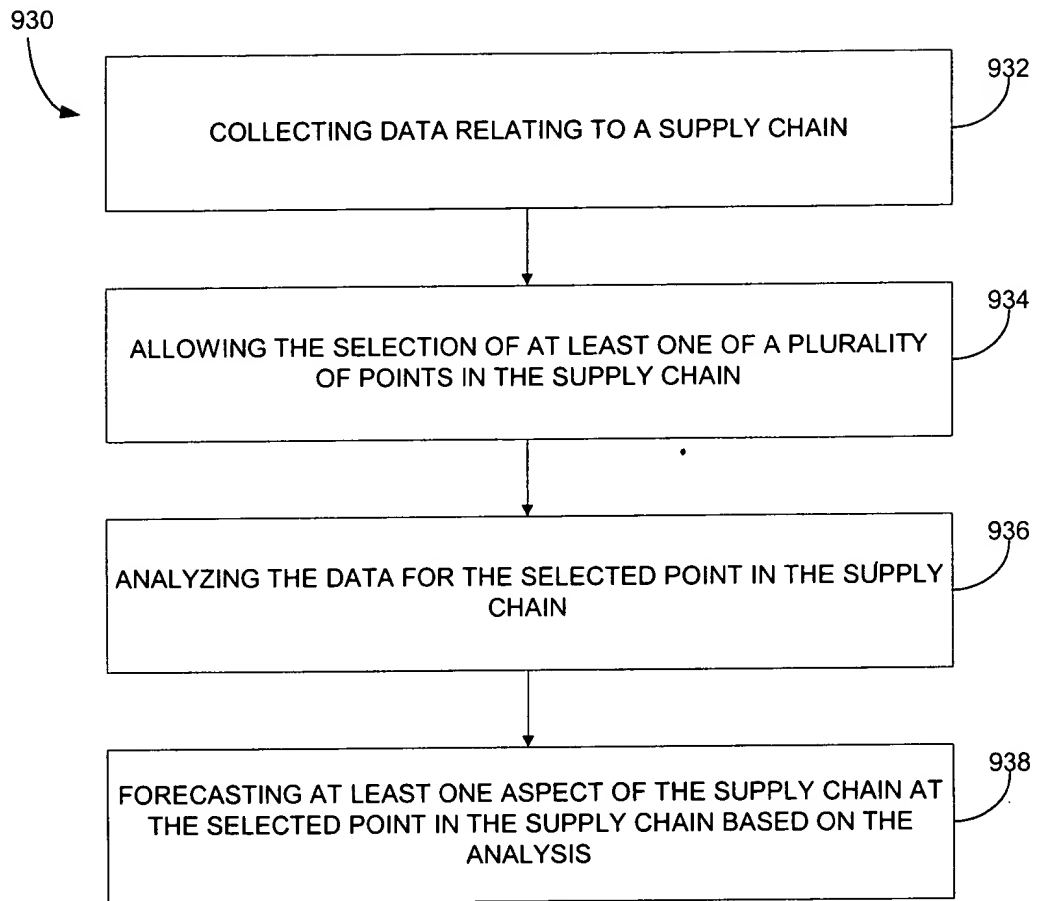 930
932
COLLECTING DATA RELATING TO A SUPPLY CHAIN
934
ALLOWING THE SELECTION OF AT LEAST ONE OF A PLURALITY
OF POINTS IN THE SUPPLY CHAIN
936
ANALYZING THE DATA FOR THE SELECTED POINT IN THE SUPPLY
CHAIN
938
FORECASTING AT LEAST ONE ASPECT OF THE SUPPLY CHAIN AT
THE SELECTED POINT IN THE SUPPLY CHAIN BASED ON THE
ANALYSIS